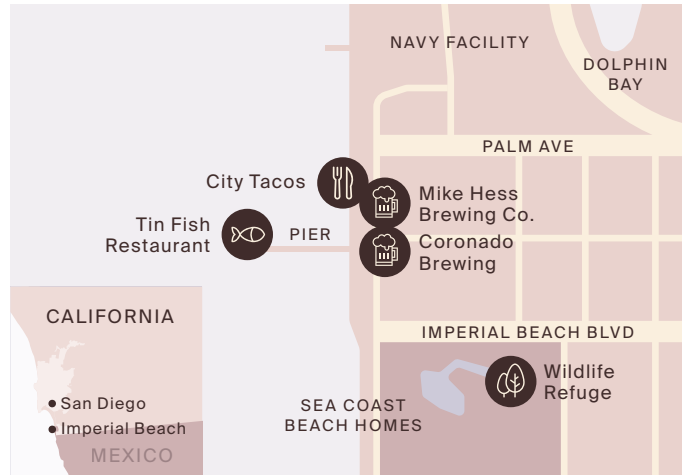 NAVY FACILITY
DOLPHIN
BAY
PALM AVE
City Tacos
Mike Hess
Brewing Co.
Tin Fish
Restaurant
PIER
Coronado
Brewing
CALIFORNIA
IMPERIAL BEACH BLVD
Wildlife
Refuge
San Diego
Imperial Beach
MEXICO
SEA COAST
BEACH HOMES